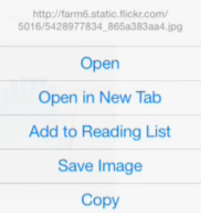 http://farm6.static.flickr.com/
5016/5428977834_865a383aa4.jpg
Open
Open in New Tab
Add to Reading List
Save Image
Copy